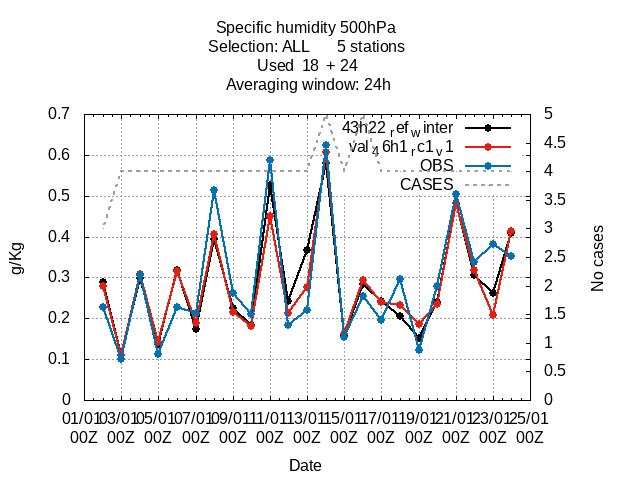 Specific humidity 500hPa
Selection: ALL 5 stations
Used 18 + 24
Averaging window: 24h
43h22 refwinter
val46h1rc1v1
OBS
CASES
g/Kg
0.7
0.6
0.5
0.4
0.3
0.2
0.1
0
No cases
5
4.5
4
3.5
3
2.5
2
1.5
1
0.5
0
01/01 03/01 05/01 07/01 09/01 11/01 13/01 15/01 17/01 19/01 21/01 23/01 25/01
00Z 00Z 00Z 00Z 00Z 00Z 00Z 00Z 00Z 00Z 00Z 00Z 00Z
Date